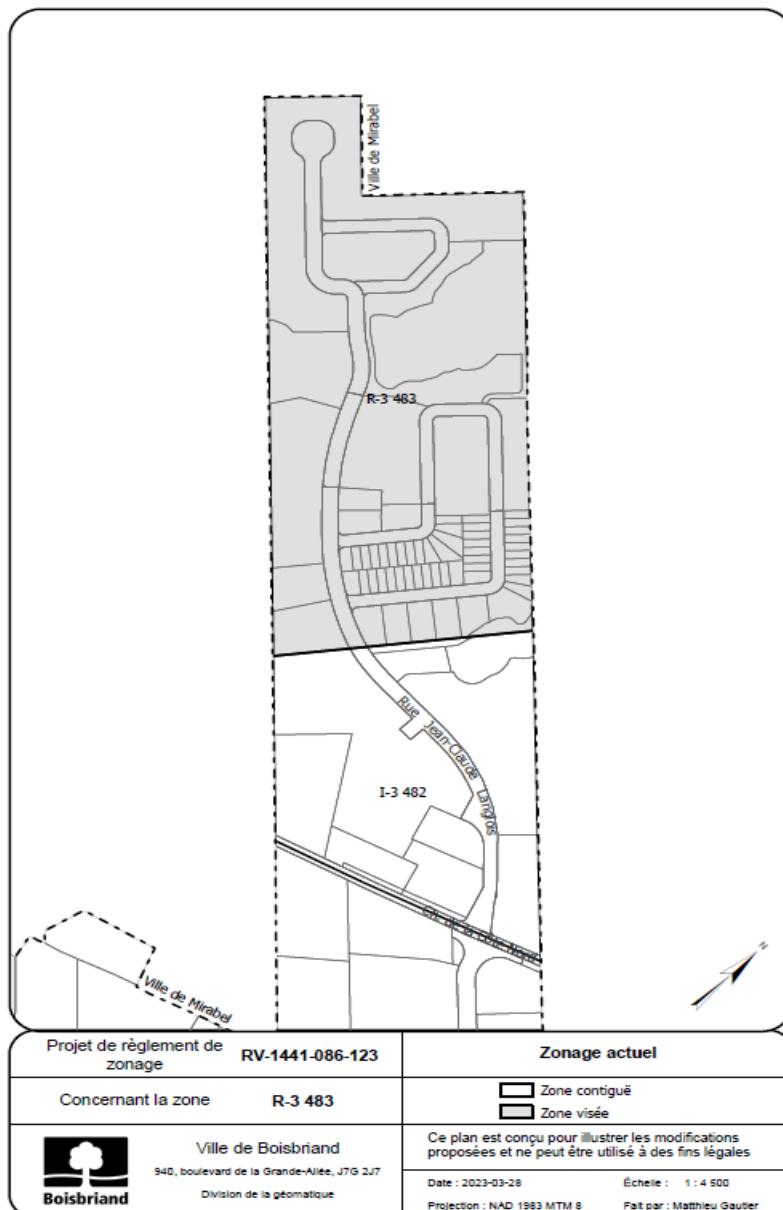 Ville de Mirabel
R-3 483
Rue Jean-Claude Langlois
I-3 482
Ch. de la côte Nord
Ville de Mirabel
N
Projet de règlement de
zonage
RV-1441-086-123
Zonage actuel
Concernant la zone
R-3 483
Zone contiguë
Zone visée
Boisbriand
Ville de Boisbriand
940, boulevard de la Grande-Allée, J7G 2J7
Division de la géomatique
Ce plan est conçu pour illustrer les modifications
proposées et ne peut être utilisé à des fins légales
Date : 2023-03-28
Échelle : 1 : 4 500
Projection : NAD 1983 MTM 8
Fait par : Matthieu Gautier